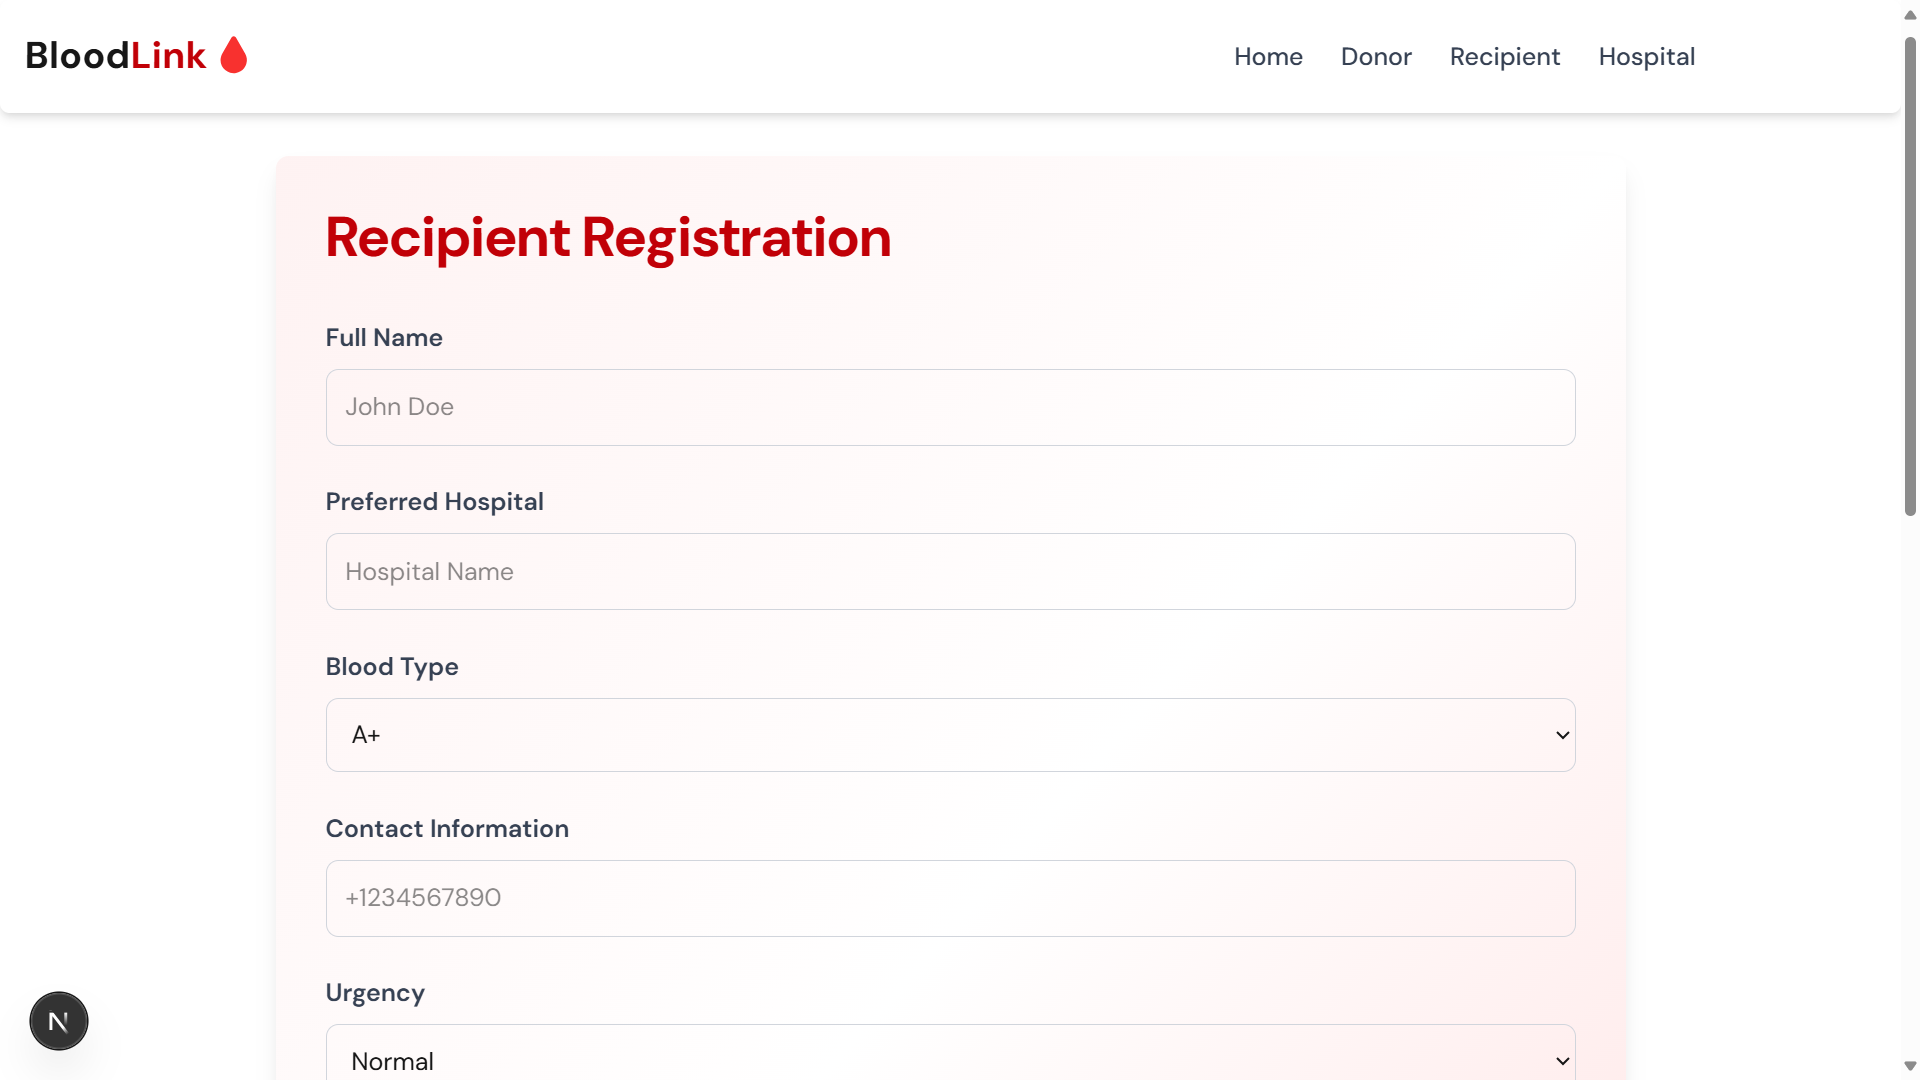 BloodLink
Home Donor Recipient Hospital
Recipient Registration
Full Name
John Doe
Preferred Hospital
Hospital Name
Blood Type
A+
Contact Information
+1234567890
Urgency
Normal
N